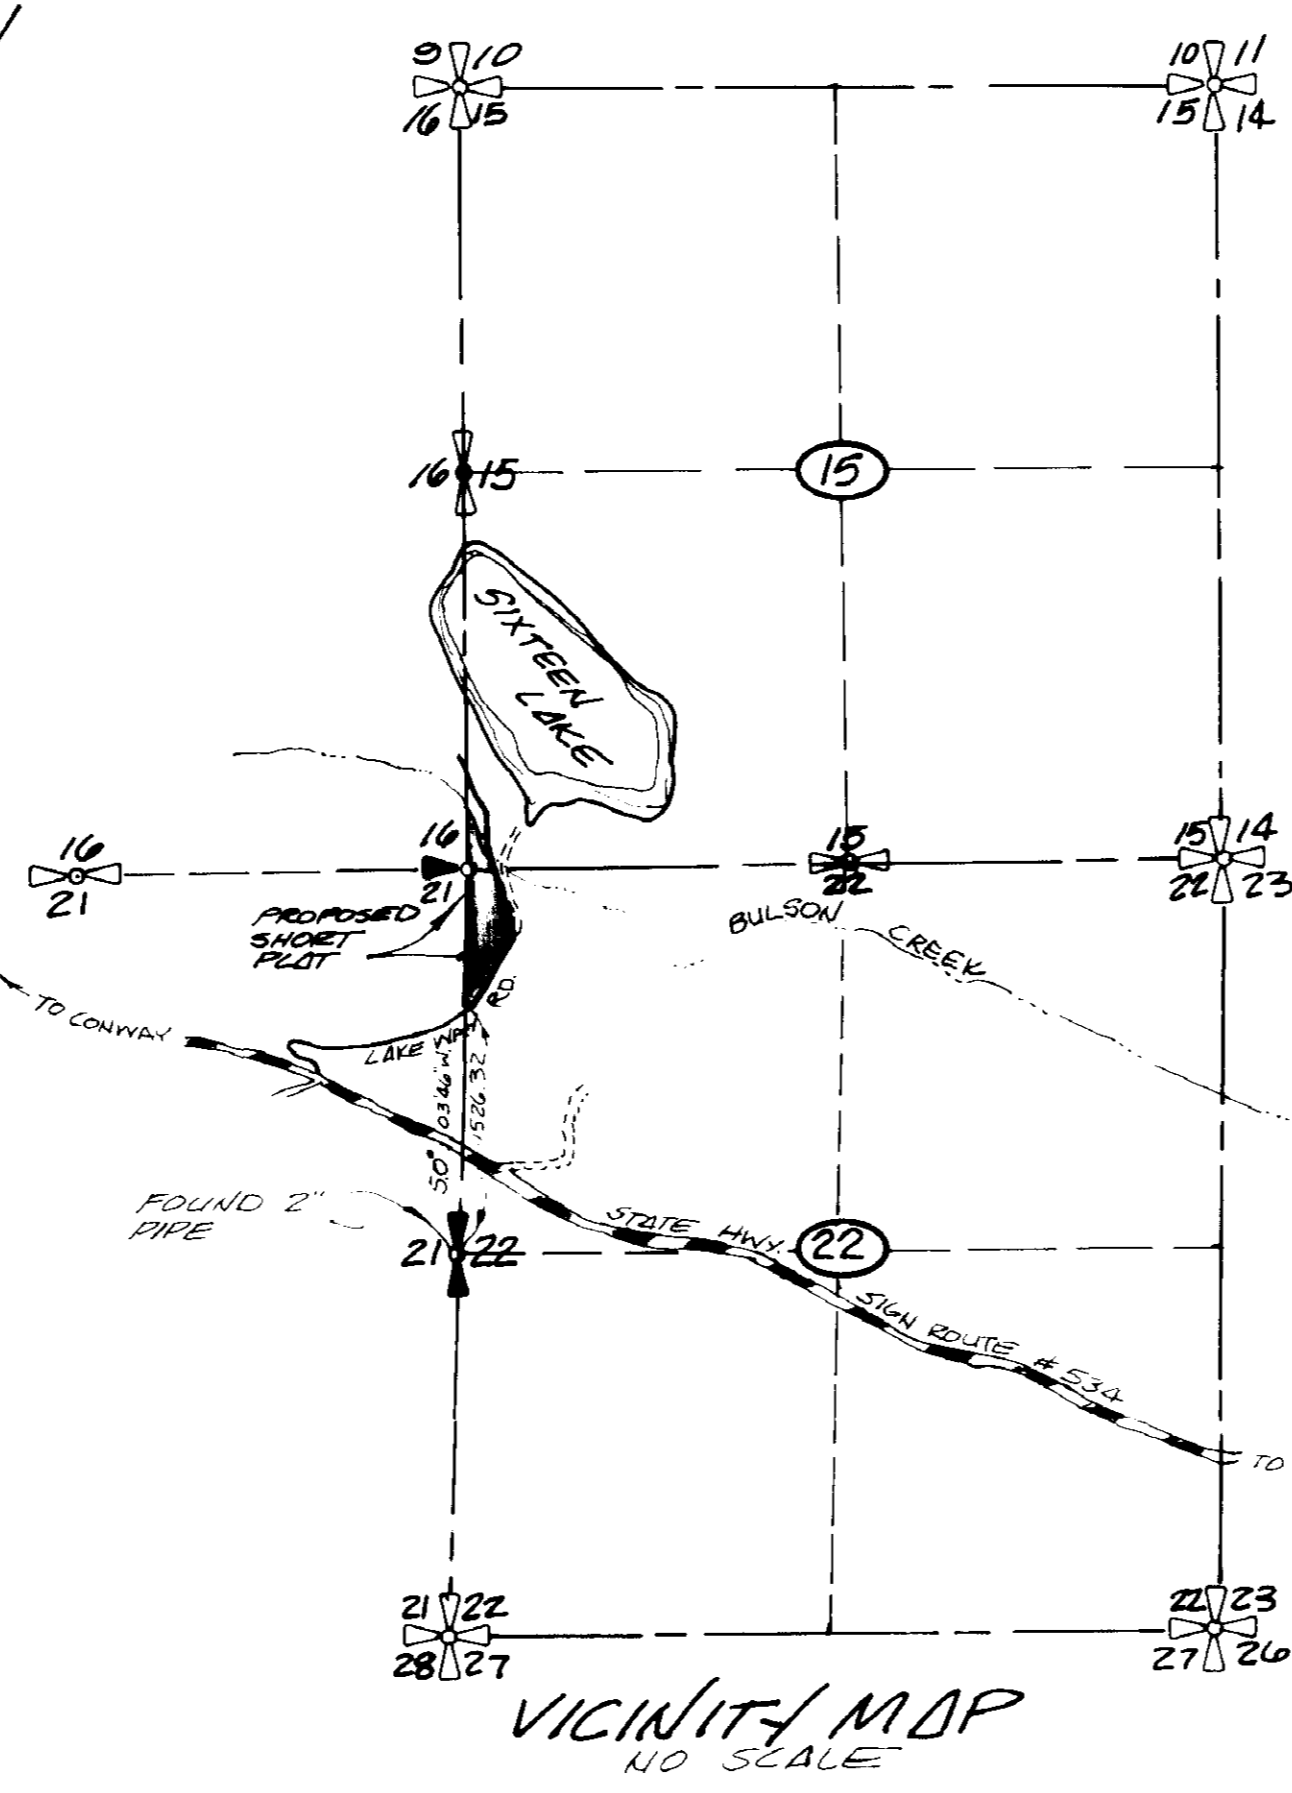 9 10
16 15
10 11
15 14
16 15
15
SIXTEEN
LAKE
16
21
16
21
15
22
15 14
22 23
PROPOSED
SHORT
PLAT
BULSON CREEK
TO CONWAY
LAKE 16 RD.
S0° 03'46"W
1526.32
FOUND 2"
PIPE
21 22
STATE HWY. SIGN ROUTE # 534
22
TO
21 22
28 27
22 23
27 26
VICINITY MAP
NO SCALE